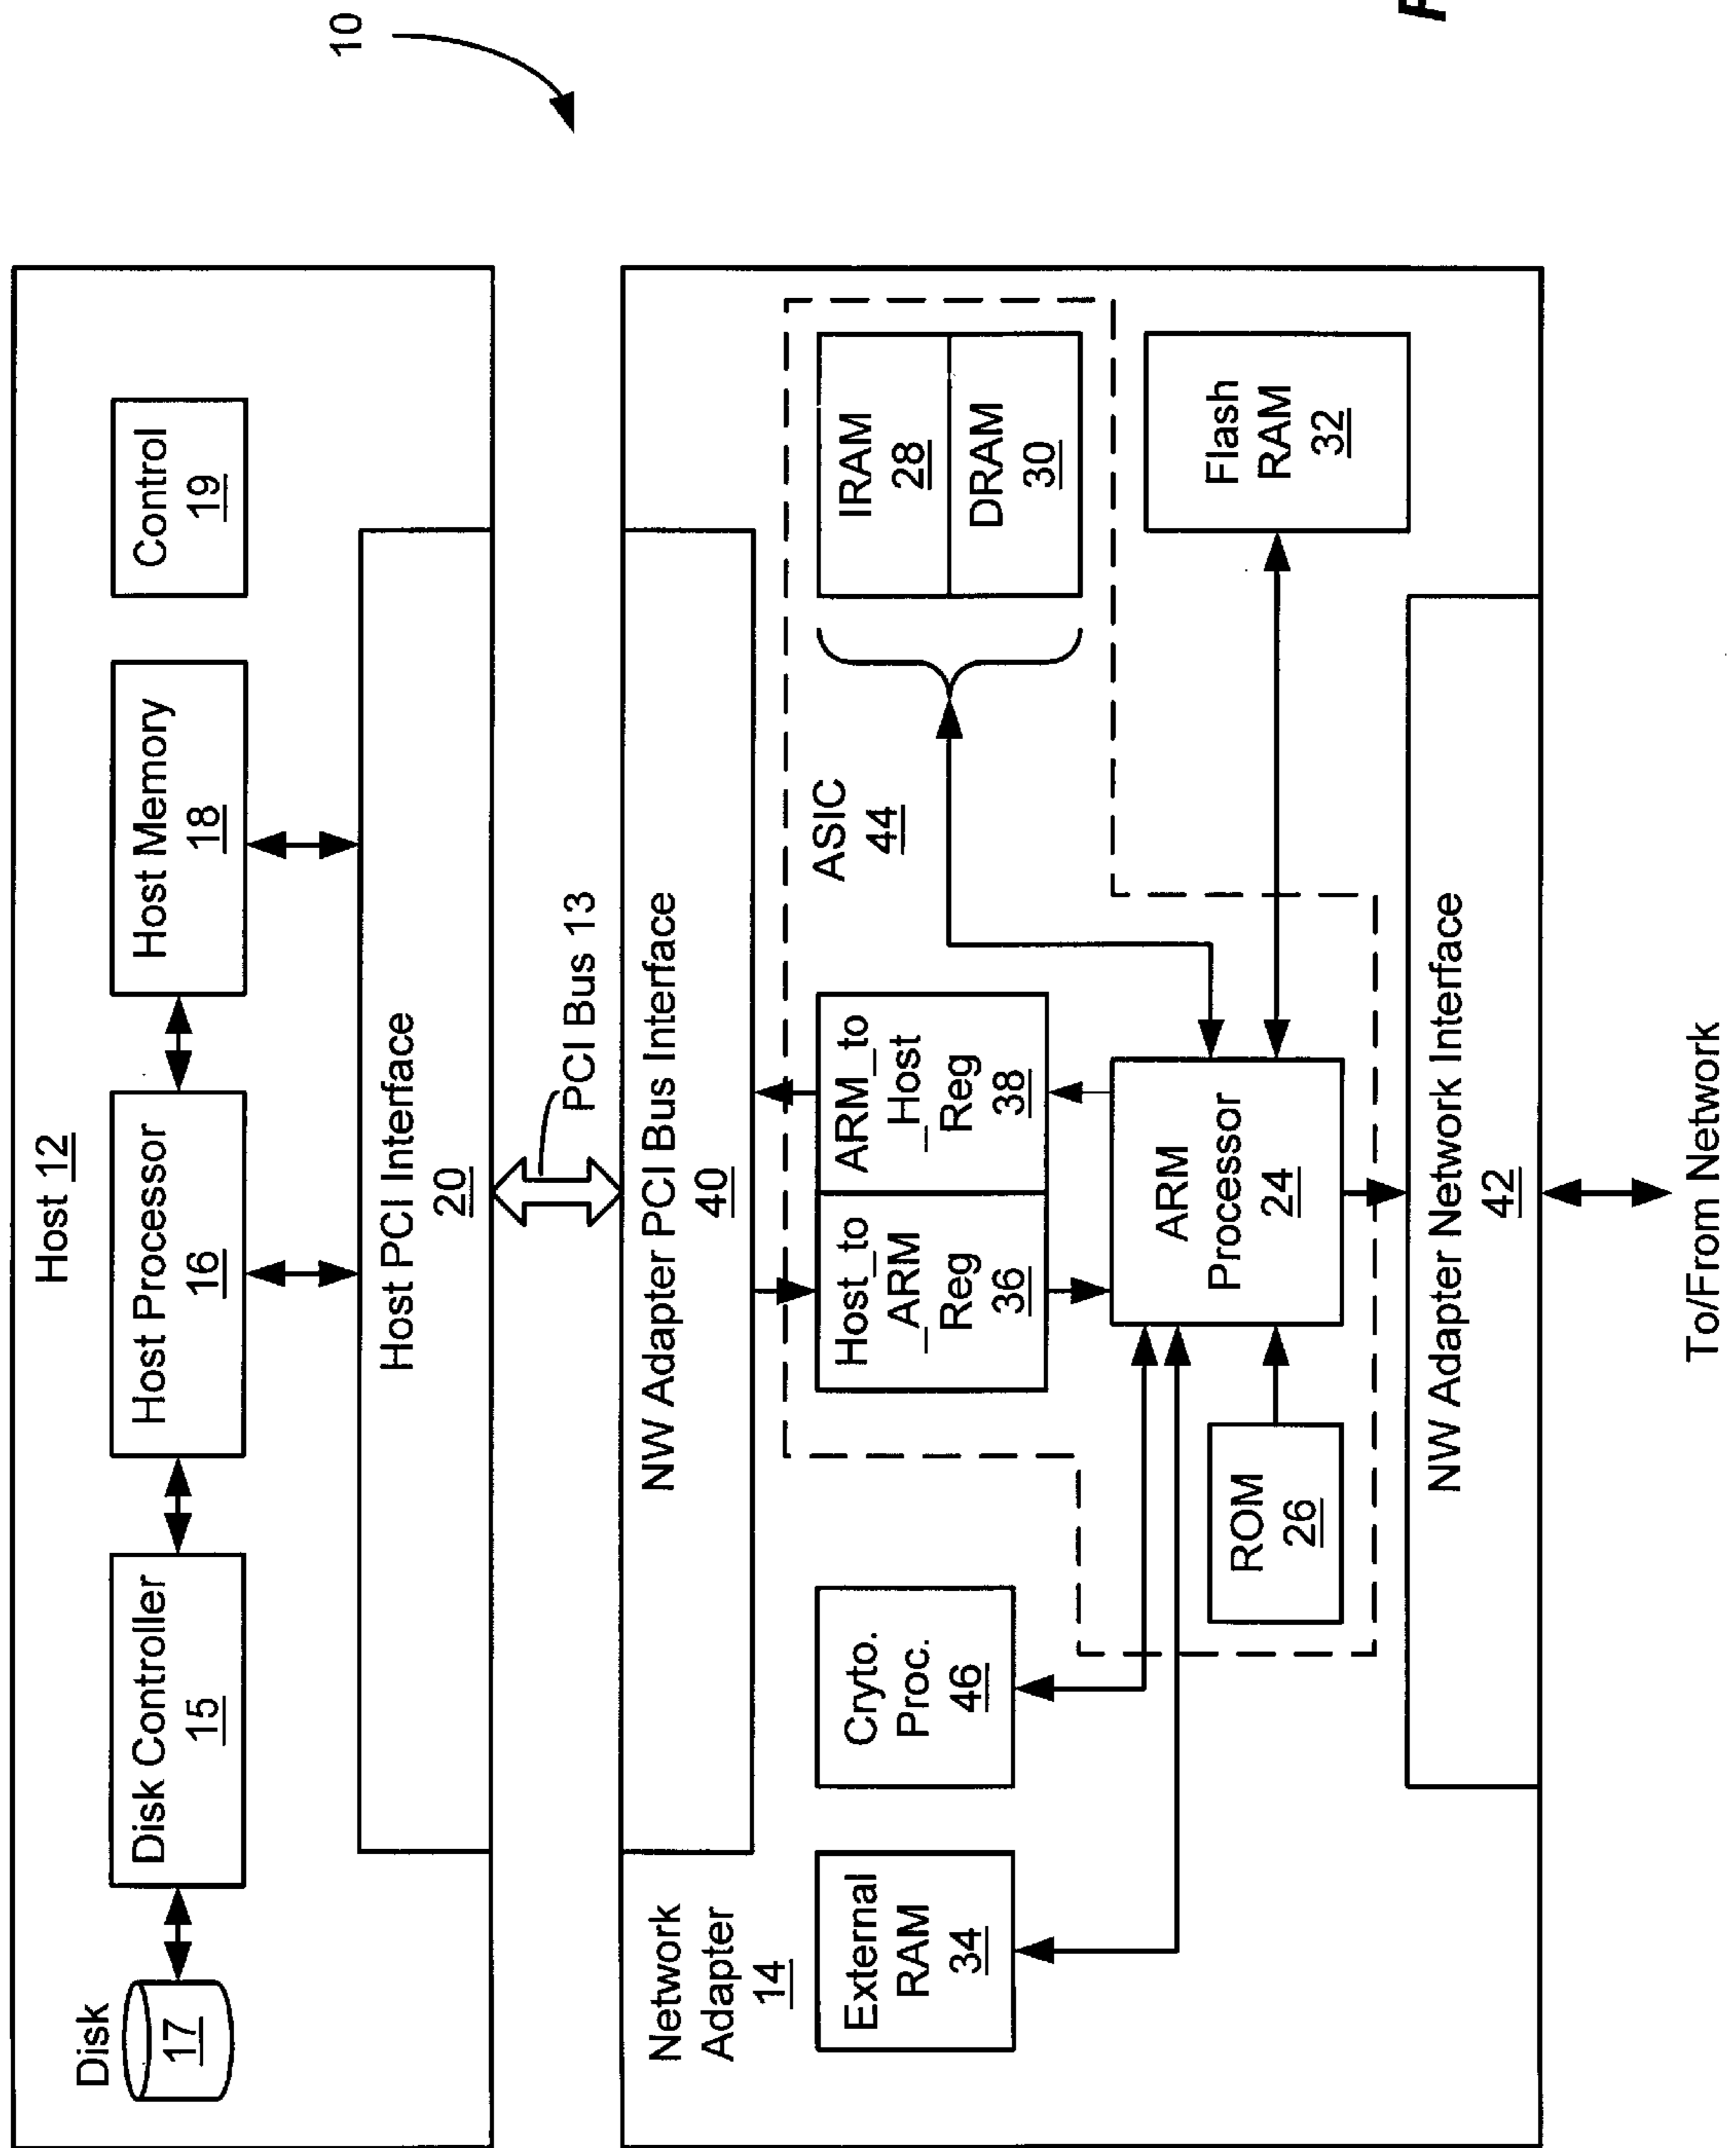 10
Host 12
Disk
17
Disk Controller
15
Host Processor
16
Host Memory
18
Control
19
Host PCI Interface
20
PCI Bus 13
NW Adapter PCI Bus Interface
40
Network
Adapter
14
External
RAM
34
Cryto.
Proc.
46
Host_to
_ARM
Reg
36
ARM_to
_Host
Reg
38
ASIC
44
IRAM
28
DRAM
30
ROM
26
ARM
Processor
24
Flash
RAM
32
NW Adapter Network Interface
42
To/From Network